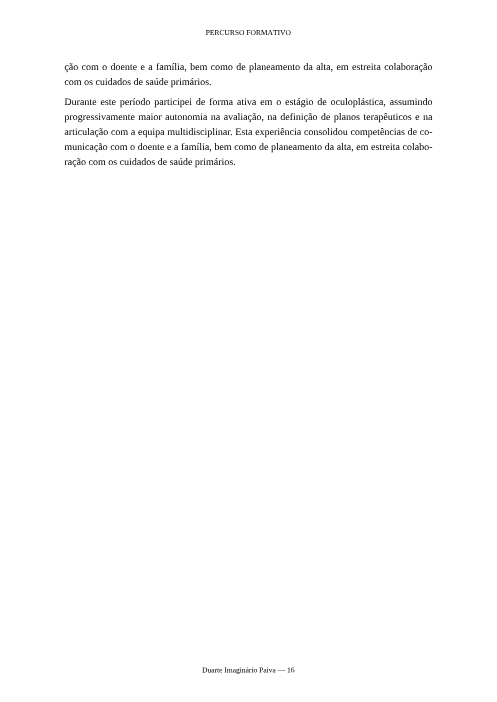 PERCURSO FORMATIVO
ção com o doente e a família, bem como de planeamento da alta, em estreita colaboração
com os cuidados de saúde primários.
Durante este período participei de forma ativa em o estágio de oculoplástica, assumindo
progressivamente maior autonomia na avaliação, na definição de planos terapêuticos e na
articulação com a equipa multidisciplinar. Esta experiência consolidou competências de co-
municação com o doente e a família, bem como de planeamento da alta, em estreita colabo-
ração com os cuidados de saúde primários.
Duarte Imaginário Paiva — 16